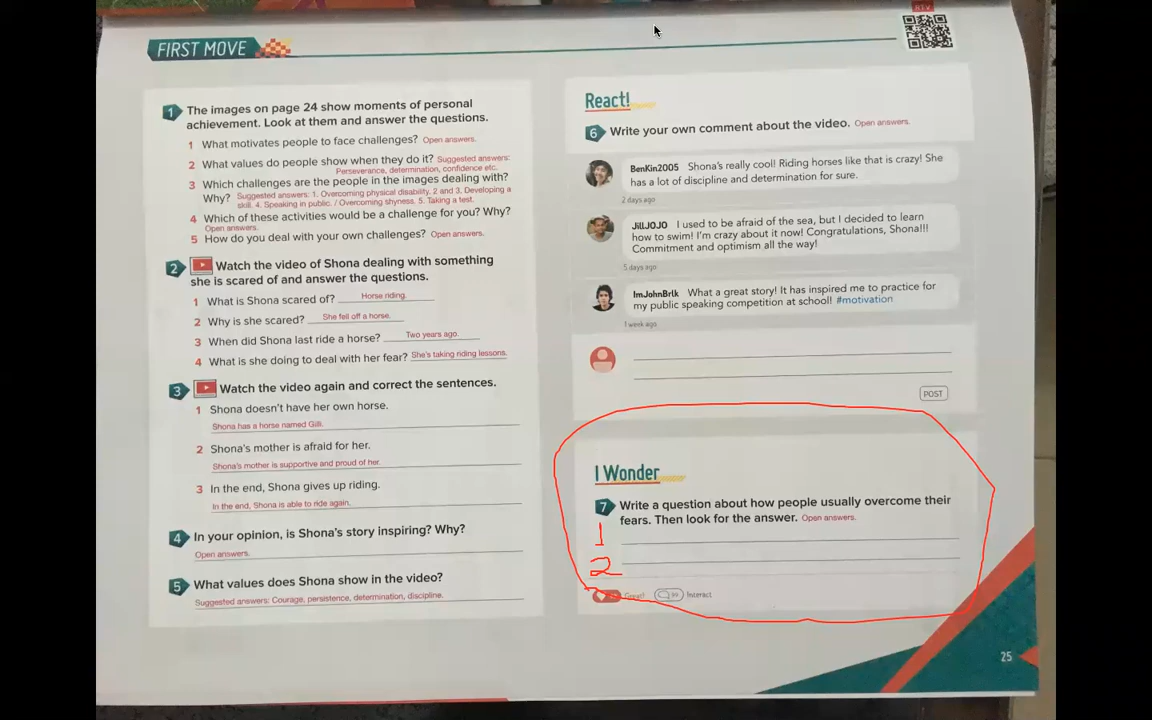 FIRST MOVE
1 The images on page 24 show moments of personal
achievement. Look at them and answer the questions.
1 What motivates people to face challenges? Open answers.
2 What values do people show when they do it? Suggested answers:
Perseverance, determination, confidence etc.
3 Which challenges are the people in the images dealing with?
Why? Suggested answers: 1. Overcoming physical disability. 2 and 3. Developing a
skill. 4. Speaking in public. / Overcoming shyness. 5. Taking a test.
4 Which of these activities would be a challenge for you? Why?
Open answers.
5 How do you deal with your own challenges? Open answers.
2 Watch the video of Shona dealing with something
she is scared of and answer the questions.
1 What is Shona scared of? Horse riding.
2 Why is she scared? She fell off a horse.
3 When did Shona last ride a horse? Two years ago.
4 What is she doing to deal with her fear? She's taking riding lessons.
3 Watch the video again and correct the sentences.
1 Shona doesn't have her own horse.
Shona has a horse named Gilli.
2 Shona's mother is afraid for her.
Shona's mother is supportive and proud of her.
3 In the end, Shona gives up riding.
In the end, Shona is able to ride again.
4 In your opinion, is Shona's story inspiring? Why?
Open answers.
5 What values does Shona show in the video?
Suggested answers: Courage, persistence, determination, discipline.
React!
6 Write your own comment about the video. Open answers.
BenKin2005 Shona's really cool! Riding horses like that is crazy! She
has a lot of discipline and determination for sure.
2 days ago
JillJOJO I used to be afraid of the sea, but I decided to learn
how to swim! I'm crazy about it now! Congratulations, Shona!!!
Commitment and optimism all the way!
5 days ago
ImJohnBrlk What a great story! It has inspired me to practice for
my public speaking competition at school! #motivation
1 week ago
POST
I Wonder
7 Write a question about how people usually overcome their
fears. Then look for the answer. Open answers.
1
2
Great! Interact
25